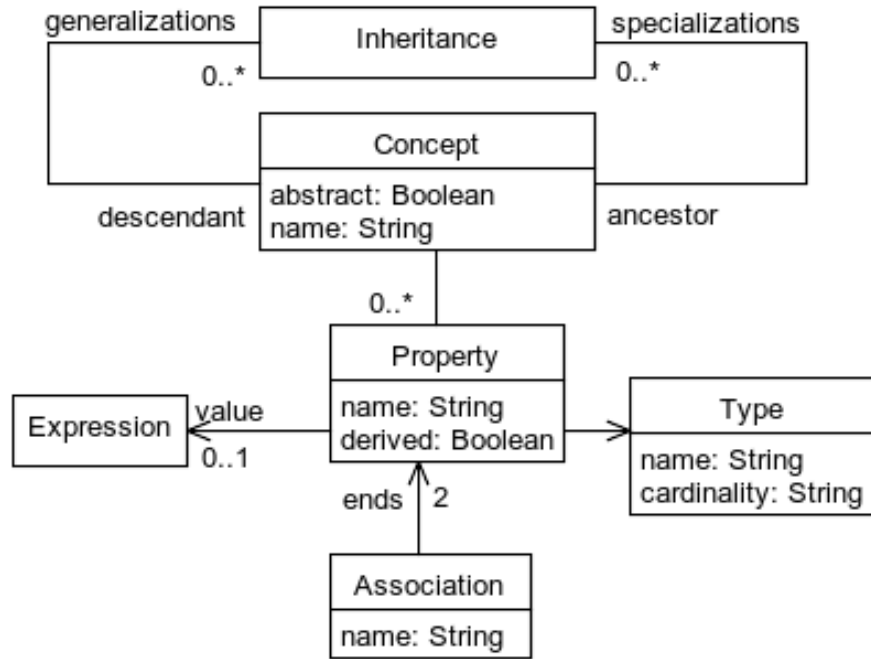 generalizations
Inheritance
specializations
0..*
0..*
Concept
abstract: Boolean
name: String
descendant
ancestor
0..*
Property
name: String
derived: Boolean
Expression
value
0..1
Type
name: String
cardinality: String
ends
2
Association
name: String